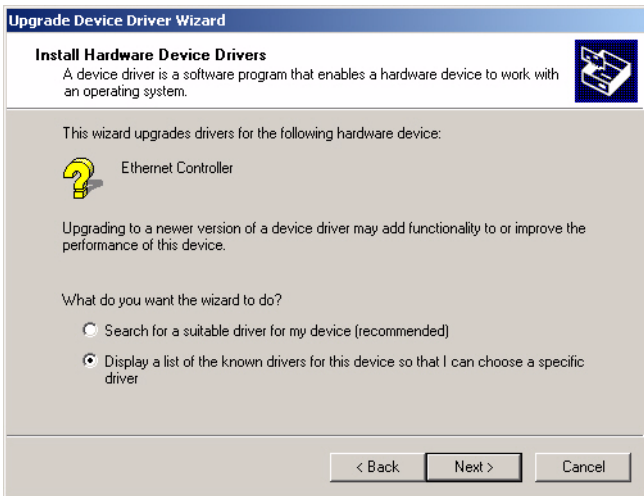 Upgrade Device Driver Wizard
Install Hardware Device Drivers
A device driver is a software program that enables a hardware device to work with
an operating system.
This wizard upgrades drivers for the following hardware device:
Ethernet Controller
Upgrading to a newer version of a device driver may add functionality to or improve the
performance of this device.
What do you want the wizard to do?
Search for a suitable driver for my device (recommended)
Display a list of the known drivers for this device so that I can choose a specific
driver
< Back
Next >
Cancel